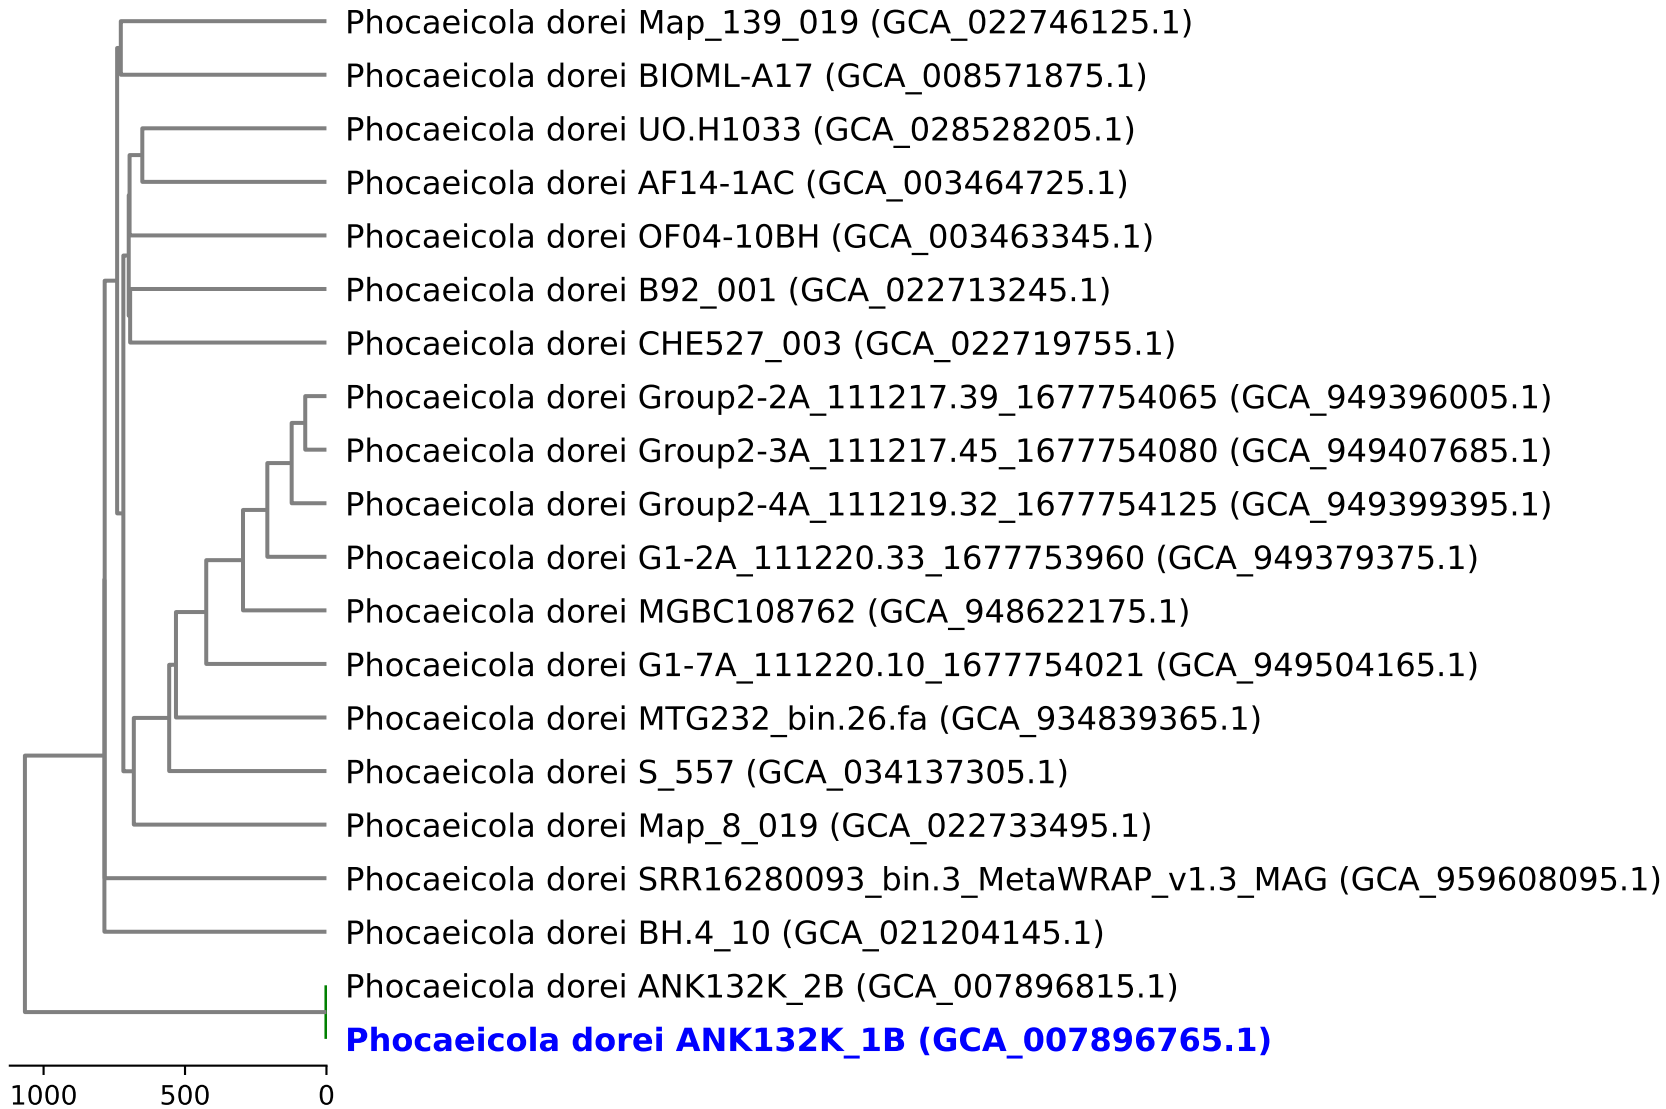 Phocaeicola dorei Map_139_019 (GCA_022746125.1)
Phocaeicola dorei BIOML-A17 (GCA_008571875.1)
Phocaeicola dorei UO.H1033 (GCA_028528205.1)
Phocaeicola dorei AF14-1AC (GCA_003464725.1)
Phocaeicola dorei OF04-10BH (GCA_003463345.1)
Phocaeicola dorei B92_001 (GCA_022713245.1)
Phocaeicola dorei CHE527_003 (GCA_022719755.1)
Phocaeicola dorei Group2-2A_111217.39_1677754065 (GCA_949396005.1)
Phocaeicola dorei Group2-3A_111217.45_1677754080 (GCA_949407685.1)
Phocaeicola dorei Group2-4A_111219.32_1677754125 (GCA_949399395.1)
Phocaeicola dorei G1-2A_111220.33_1677753960 (GCA_949379375.1)
Phocaeicola dorei MGBC108762 (GCA_948622175.1)
Phocaeicola dorei G1-7A_111220.10_1677754021 (GCA_949504165.1)
Phocaeicola dorei MTG232_bin.26.fa (GCA_934839365.1)
Phocaeicola dorei S_557 (GCA_034137305.1)
Phocaeicola dorei Map_8_019 (GCA_022733495.1)
Phocaeicola dorei SRR16280093_bin.3_MetaWRAP_v1.3_MAG (GCA_959608095.1)
Phocaeicola dorei BH.4_10 (GCA_021204145.1)
Phocaeicola dorei ANK132K_2B (GCA_007896815.1)
Phocaeicola dorei ANK132K_1B (GCA_007896765.1)
1000 500 0